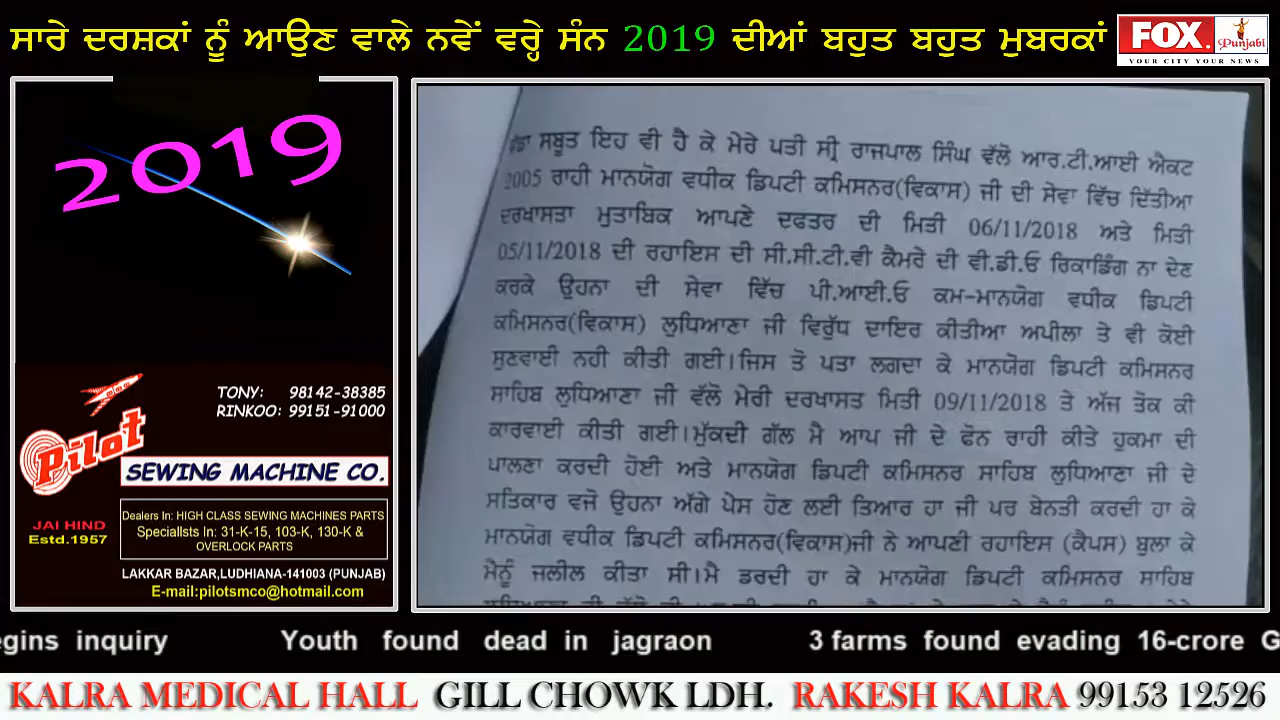 ਸਾਰੇ ਦਰਸ਼ਕਾਂ ਨੂੰ ਆਉਣ ਵਾਲੇ ਨਵੇਂ ਵਰ੍ਹੇ ਸੰਨ 2019 ਦੀਆਂ ਬਹੁਤ ਬਹੁਤ ਮੁਬਰਕਾਂ
FOX. Punjabi
YOUR CITY YOUR NEWS
2019
TONY: 98142-38385
RINKOO: 99151-91000
Pilot
SEWING MACHINE CO.
JAI HIND
Estd.1957
Dealers In: HIGH CLASS SEWING MACHINES PARTS
Speciallsts In: 31-K-15, 103-K, 130-K &
OVERLOCK PARTS
LAKKAR BAZAR,LUDHIANA-141003 (PUNJAB)
E-mail:pilotsmco@hotmail.com
ਸਬੂਤ ਇਹ ਵੀ ਹੈ ਕੇ ਮੇਰੇ ਪਤੀ ਸ੍ਰੀ ਰਾਜਪਾਲ ਸਿੰਘ ਵੱਲੋ ਆਰ.ਟੀ.ਆਈ ਐਕਟ
2005 ਰਾਹੀ ਮਾਨਯੋਗ ਵਧੀਕ ਡਿਪਟੀ ਕਮਿਸਨਰ(ਵਿਕਾਸ) ਜੀ ਦੀ ਸੇਵਾ ਵਿੱਚ ਦਿੱਤੀਆ
ਦਰਖਾਸਤਾ ਮੁਤਾਬਿਕ ਆਪਣੇ ਦਫਤਰ ਦੀ ਮਿਤੀ 06/11/2018 ਅਤੇ ਮਿਤੀ
05/11/2018 ਦੀ ਰਹਾਇਸ ਦੀ ਸੀ.ਸੀ.ਟੀ.ਵੀ ਕੈਮਰੇ ਦੀ ਵੀ.ਡੀ.ਓ ਰਿਕਾਡਿੰਗ ਨਾ ਦੇਣ
ਕਰਕੇ ਉਹਨਾ ਦੀ ਸੇਵਾ ਵਿੱਚ ਪੀ.ਆਈ.ਓ ਕਮ-ਮਾਨਯੋਗ ਵਧੀਕ ਡਿਪਟੀ
ਕਮਿਸਨਰ(ਵਿਕਾਸ) ਲੁਧਿਆਣਾ ਜੀ ਵਿਰੁੱਧ ਦਾਇਰ ਕੀਤੀਆ ਅਪੀਲਾ ਤੇ ਵੀ ਕੋਈ
ਸੁਣਵਾਈ ਨਹੀ ਕੀਤੀ ਗਈ।ਜਿਸ ਤੋ ਪਤਾ ਲਗਦਾ ਕੇ ਮਾਨਯੋਗ ਡਿਪਟੀ ਕਮਿਸਨਰ
ਸਾਹਿਬ ਲੁਧਿਆਣਾ ਜੀ ਵੱਲੋ ਮੇਰੀ ਦਰਖਾਸਤ ਮਿਤੀ 09/11/2018 ਤੇ ਅੱਜ ਤੋਕ ਕੀ
ਕਾਰਵਾਈ ਕੀਤੀ ਗਈ।ਮੁੱਕਦੀ ਗੱਲ ਮੈ ਆਪ ਜੀ ਦੇ ਫੋਨ ਰਾਹੀ ਕੀਤੇ ਹੁਕਮਾ ਦੀ
ਪਾਲਣਾ ਕਰਦੀ ਹੋਈ ਅਤੇ ਮਾਨਯੋਗ ਡਿਪਟੀ ਕਮਿਸਨਰ ਸਾਹਿਬ ਲੁਧਿਆਣਾ ਜੀ ਦੇ
ਸਤਿਕਾਰ ਵਜੋ ਉਹਨਾ ਅੱਗੇ ਪੇਸ ਹੋਣ ਲਈ ਤਿਆਰ ਹਾ ਜੀ ਪਰ ਬੇਨਤੀ ਕਰਦੀ ਹਾ ਕੇ
ਮਾਨਯੋਗ ਵਧੀਕ ਡਿਪਟੀ ਕਮਿਸਨਰ(ਵਿਕਾਸ)ਜੀ ਨੇ ਆਪਣੀ ਰਹਾਇਸ (ਕੈਂਪਸ) ਬੁਲਾ ਕੇ
ਮੈਨੂੰ ਜਲੀਲ ਕੀਤਾ ਸੀ।ਮੈ ਡਰਦੀ ਹਾ ਕੇ ਮਾਨਯੋਗ ਡਿਪਟੀ ਕਮਿਸਨਰ ਸਾਹਿਬ
egins inquiry Youth found dead in jagraon 3 farms found evading 16-crore G
KALRA MEDICAL HALL GILL CHOWK LDH. RAKESH KALRA 99153 12526